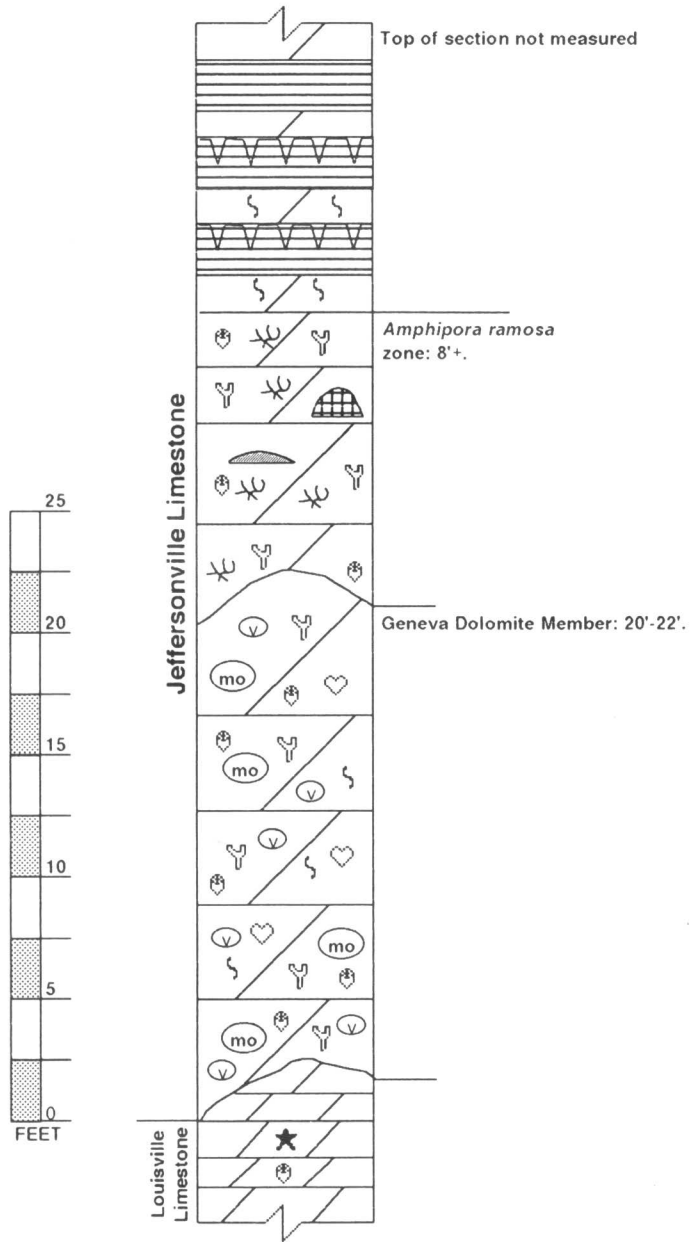 Top of section not measured
Amphipora ramosa
zone: 8'+.
Jeffersonville Limestone
25
20
Geneva Dolomite Member: 20'-22'.
v
mo
15
mo
v
v
10
v
mo
5
mo
v
v
0
FEET
Louisville
Limestone